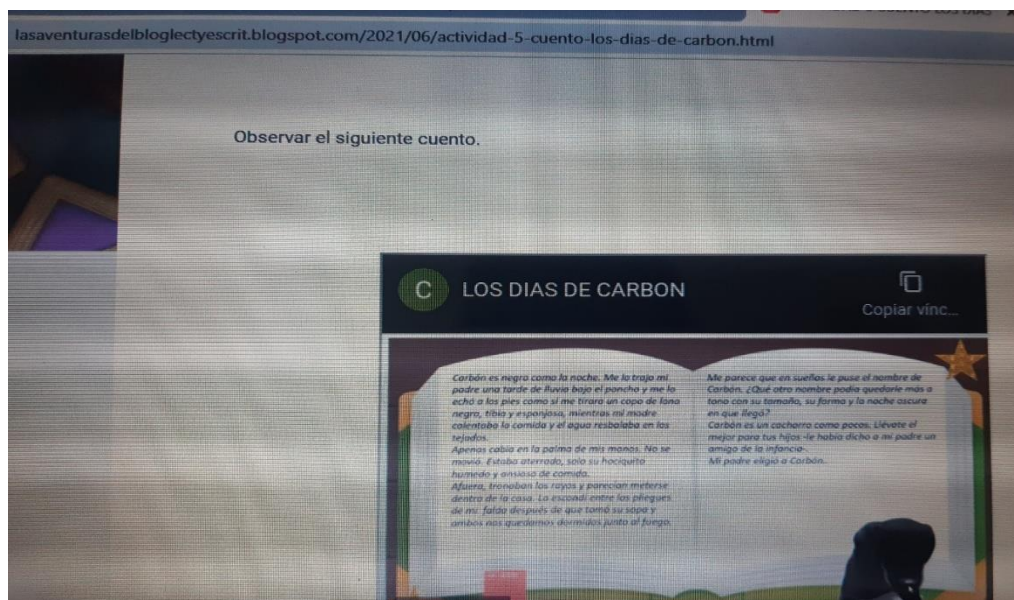 lasaventurasdelbloglectyescrit.blogspot.com/2021/06/actividad-5-cuento-los-dias-de-carbon.html
Observar el siguiente cuento.
C
LOS DIAS DE CARBON
Copiar vínc...
Carbón es negro como la noche. Me lo trajo mi
padre una tarde de lluvia bajo el poncho y me lo
echó a los pies como si me tirara un copo de lana
negro, tibio y esponjoso, mientras mi madre
calentaba la comida y el agua resbalaba en los
tejados.
Apenas cabía en la palma de mis manos. No se
movió. Estaba aterrado, solo su hociquito
humedo y ansioso de comida.
Afuera, tronaban los rayos y parecían meterse
dentro de la casa. Lo escondí entre los pliegues
de mi falda después de que tomó su sopa y
ambos nos quedamos dormidos junto al fuego.
Me parece que en sueños le puse el nombre de
Carbón. ¿Qué otro nombre podía quedarle más a
tono con su tamaño, su forma y la noche oscura
en que llegó?
Carbón es un cachorro como pocos. Llévate el
mejor para tus hijos -le había dicho a mi padre un
amigo de la infancia-.
Mi padre eligió a Carbón.